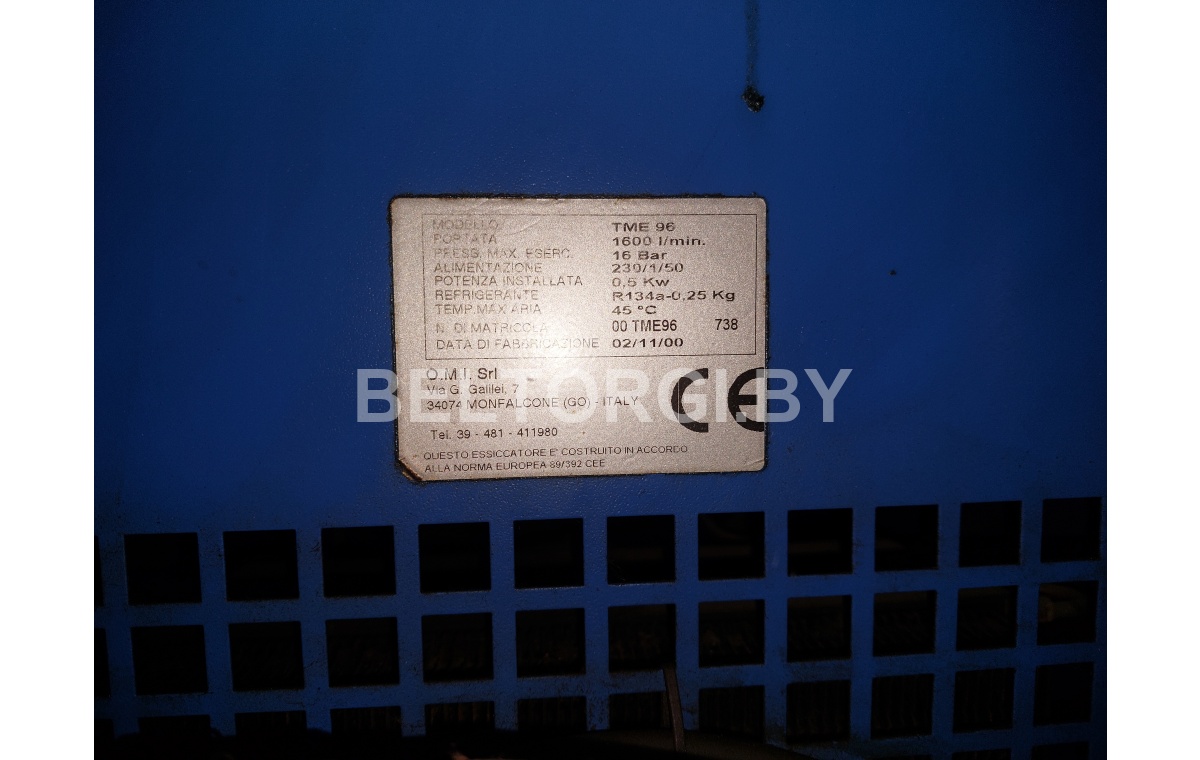 MODELLO TME 96
PORTATA 1600 l/min.
PRESS. MAX. ESERC. 16 Bar
ALIMENTAZIONE 230/1/50
POTENZA INSTALLATA 0,5 Kw
REFRIGERANTE R134a-0,25 Kg
TEMP.MAX ARIA 45 °C
N. DI MATRICOLA 00 TME96 738
DATA DI FABBRICAZIONE 02/11/00
O.M.I. Srl
Via G. Galilei, 7
34074 MONFALCONE (GO) - ITALY
CE
BELTORGI.BY
Tel. 39 - 481 - 411980
QUESTO ESSICCATORE E' COSTRUITO IN ACCORDO
ALLA NORMA EUROPEA 89/392 CEE